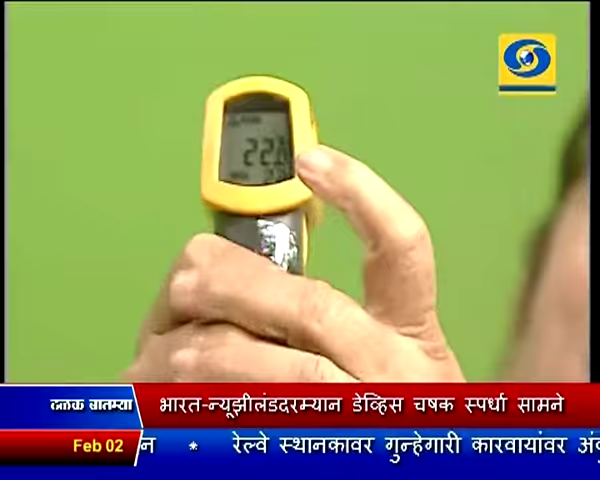 ठळक बातम्या
भारत-न्यूझीलंडदरम्यान डेव्हिस चषक स्पर्धा सामने
Feb 02
न * रेल्वे स्थानकावर गुन्हेगारी कारवायांवर अंकु